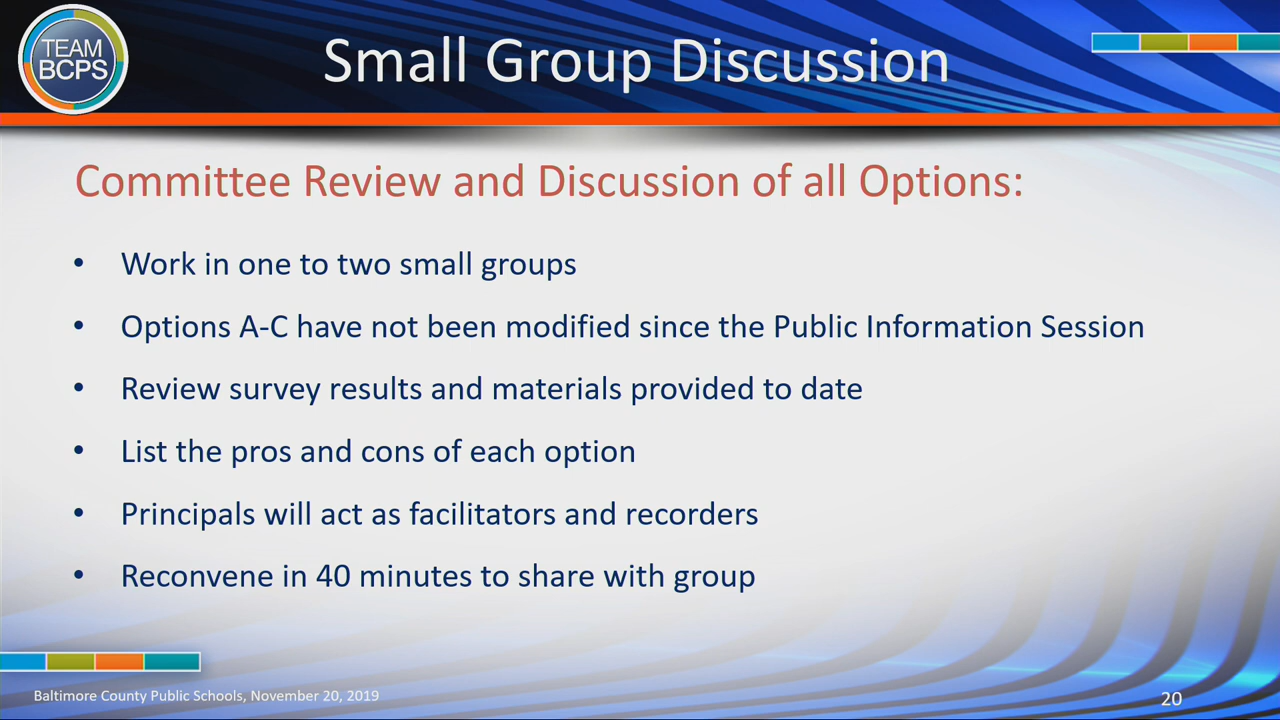 TEAM
BCPS
Small Group Discussion
Committee Review and Discussion of all Options:
• Work in one to two small groups
• Options A-C have not been modified since the Public Information Session
• Review survey results and materials provided to date
• List the pros and cons of each option
• Principals will act as facilitators and recorders
• Reconvene in 40 minutes to share with group
Baltimore County Public Schools, November 20, 2019
20